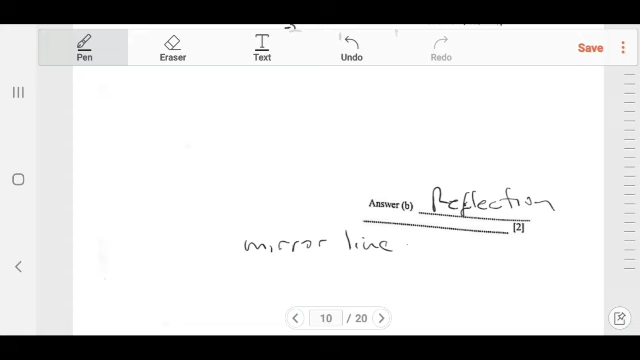 Pen Eraser Text Undo Redo Save
Answer (b) Reflection
[2]
mirror line
10 / 20